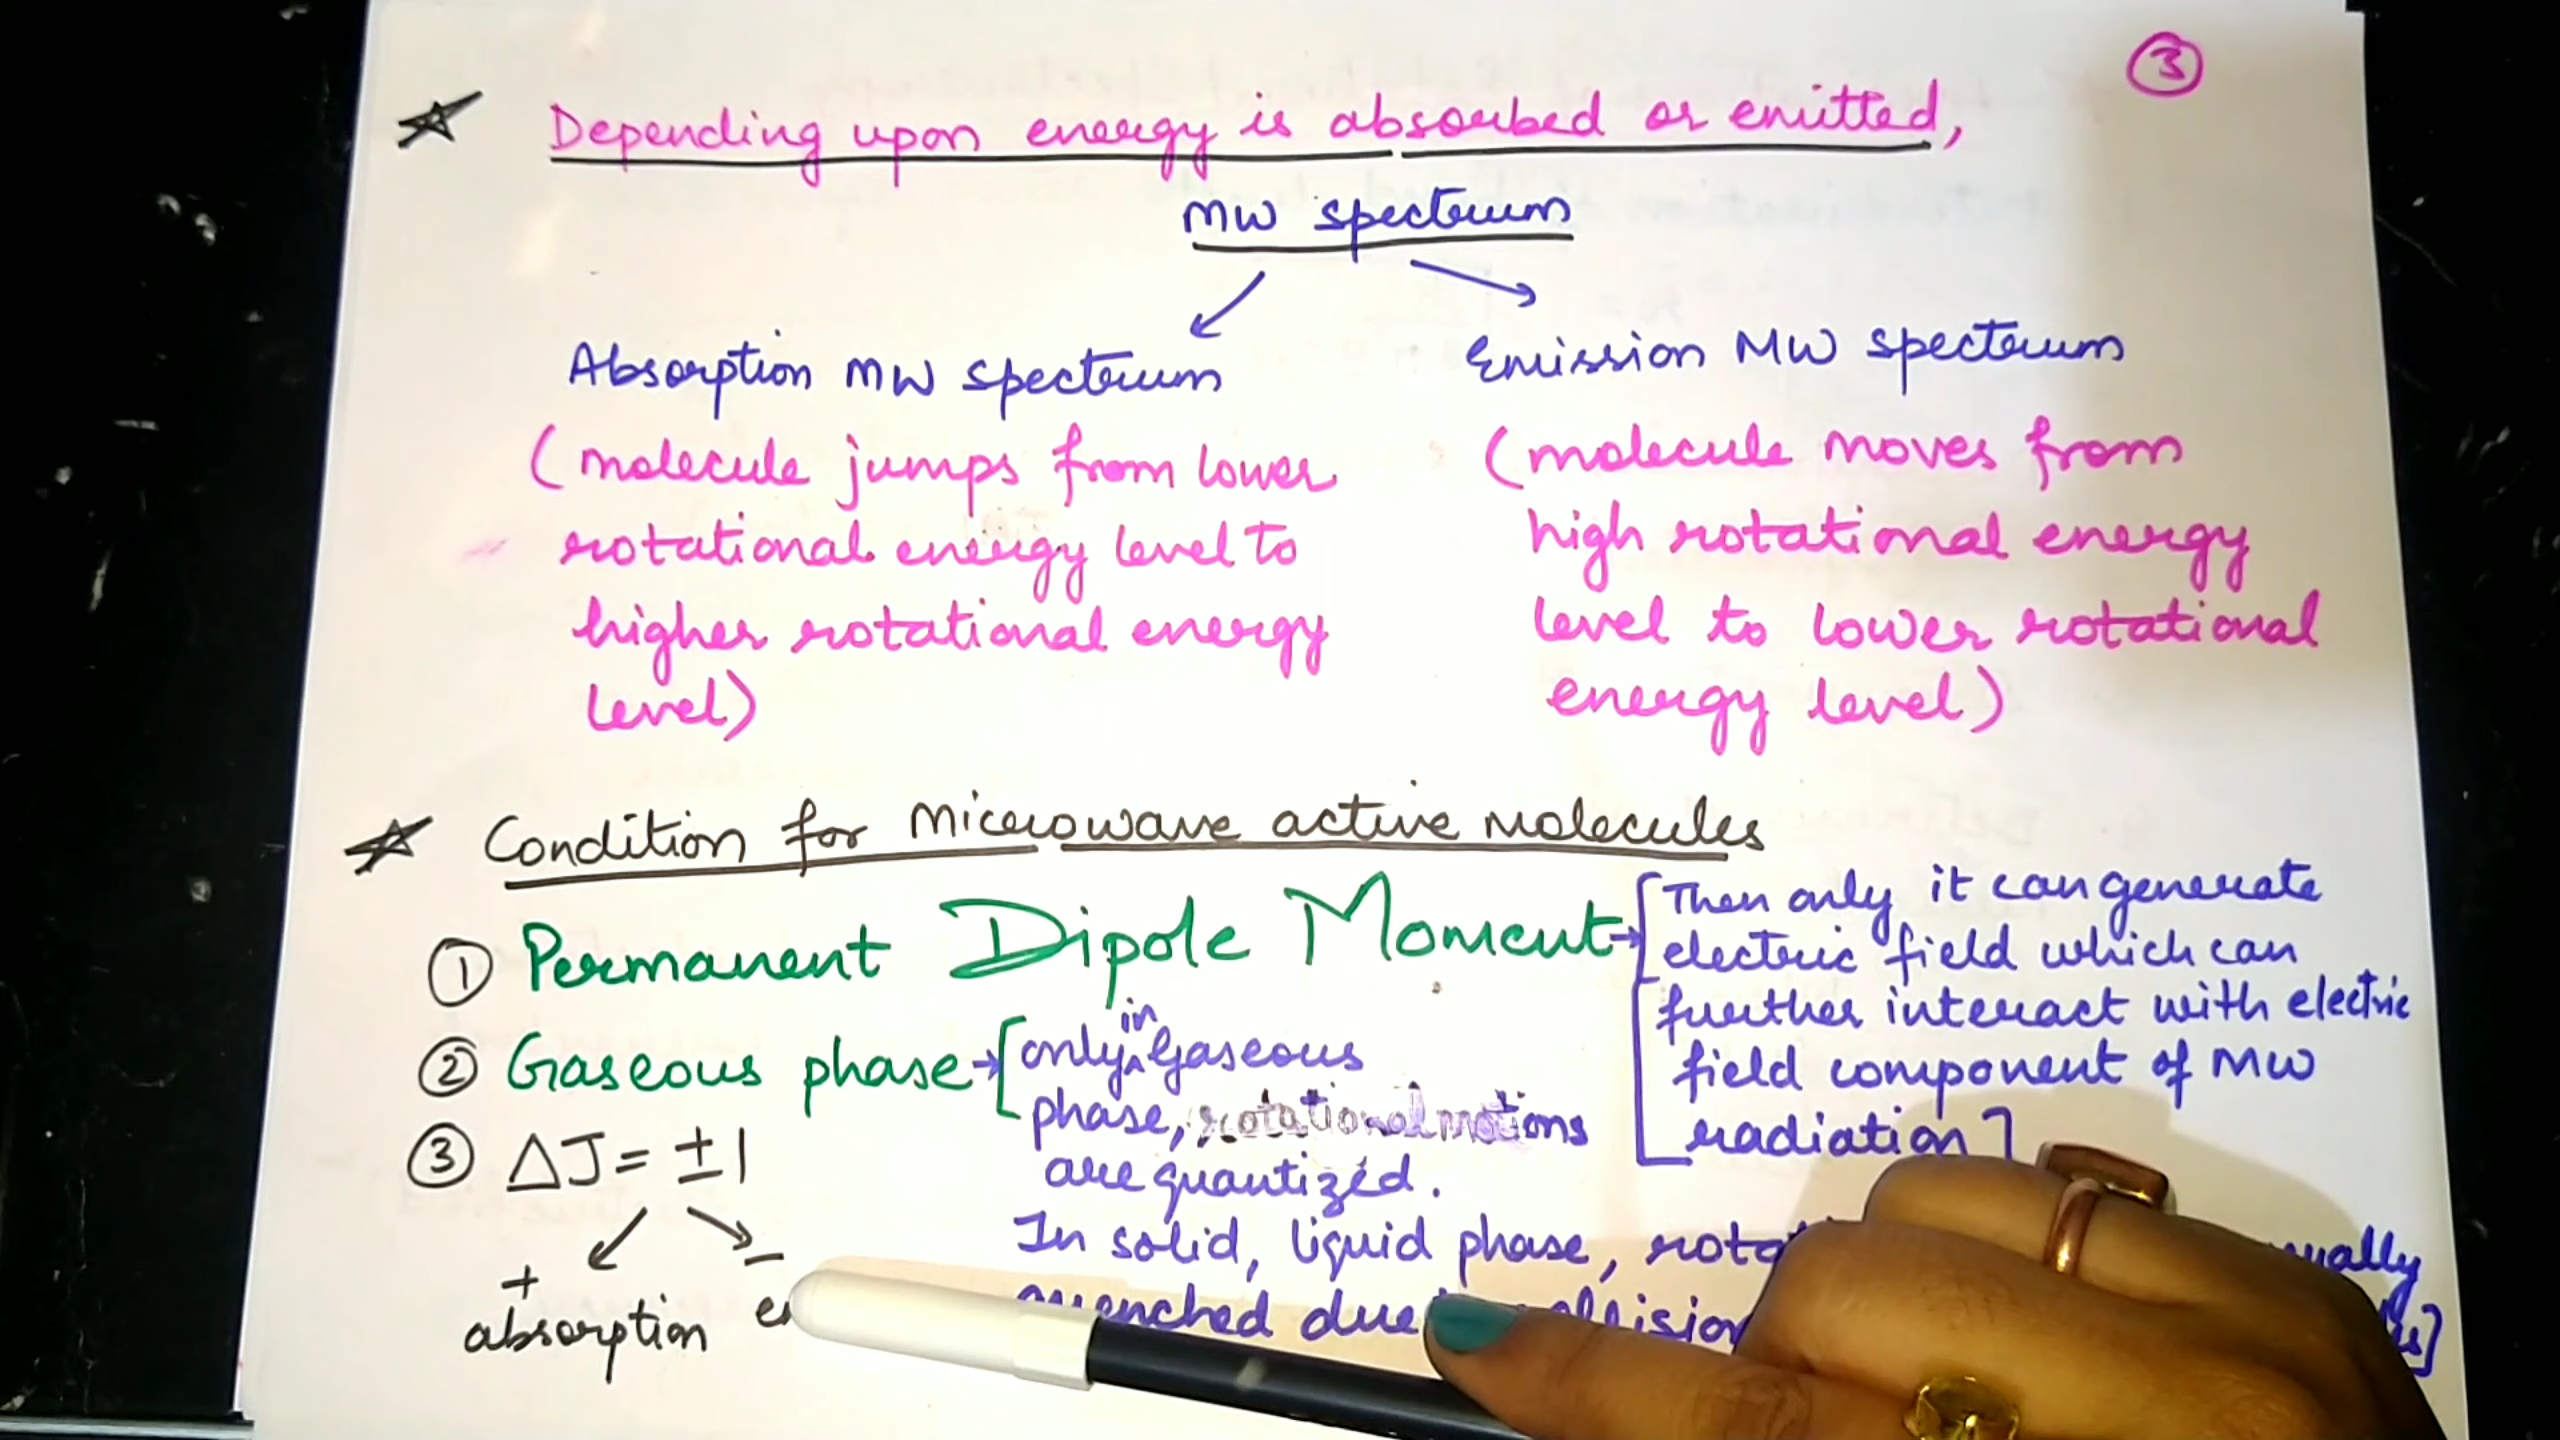 3
Depending upon energy is absorbed or emitted,
MW spectrum
Absorption MW spectrum
(molecule jumps from lower
rotational energy level to
higher rotational energy
level)
Emission MW spectrum
(molecule moves from
high rotational energy
level to lower rotational
energy level)
Condition for Microwave active molecules
① Permanent Dipole Moment→
[Then only it can generate
electric field which can
further interact with electric
field component of MW
radiation]
② Gaseous phase→
[only in gaseous
phase, rotational motions
are quantized.
In solid, liquid phase,
quenched due
③ ΔJ = ±1
+
absorption
−